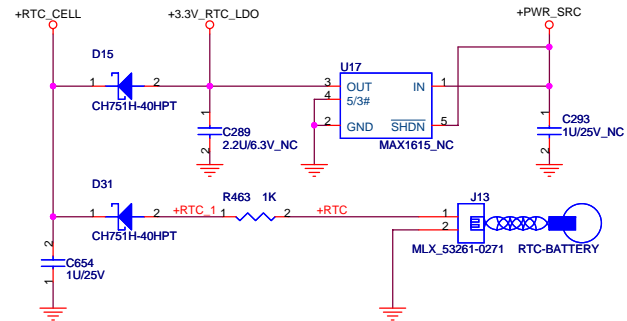 +RTC_CELL
+3.3V_RTC_LDO
+PWR_SRC
D15
1 2
CH751H-40HPT
U17
3 OUT IN 1
4 5/3#
2 GND SHDN 5
MAX1615_NC
1
C289
2.2U/6.3V_NC
2
1
C293
1U/25V_NC
2
D31
1 2
CH751H-40HPT
+RTC_1
R463 1K
1 2
+RTC
J13
1
2
MLX_53261-0271
RTC-BATTERY
2
C654
1U/25V
1